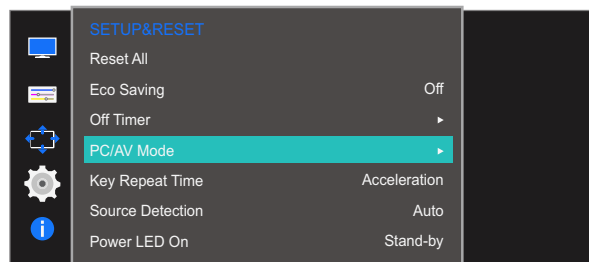 SETUP&RESET
Reset All
Eco Saving Off
Off Timer
PC/AV Mode
Key Repeat Time Acceleration
Source Detection Auto
Power LED On Stand-by